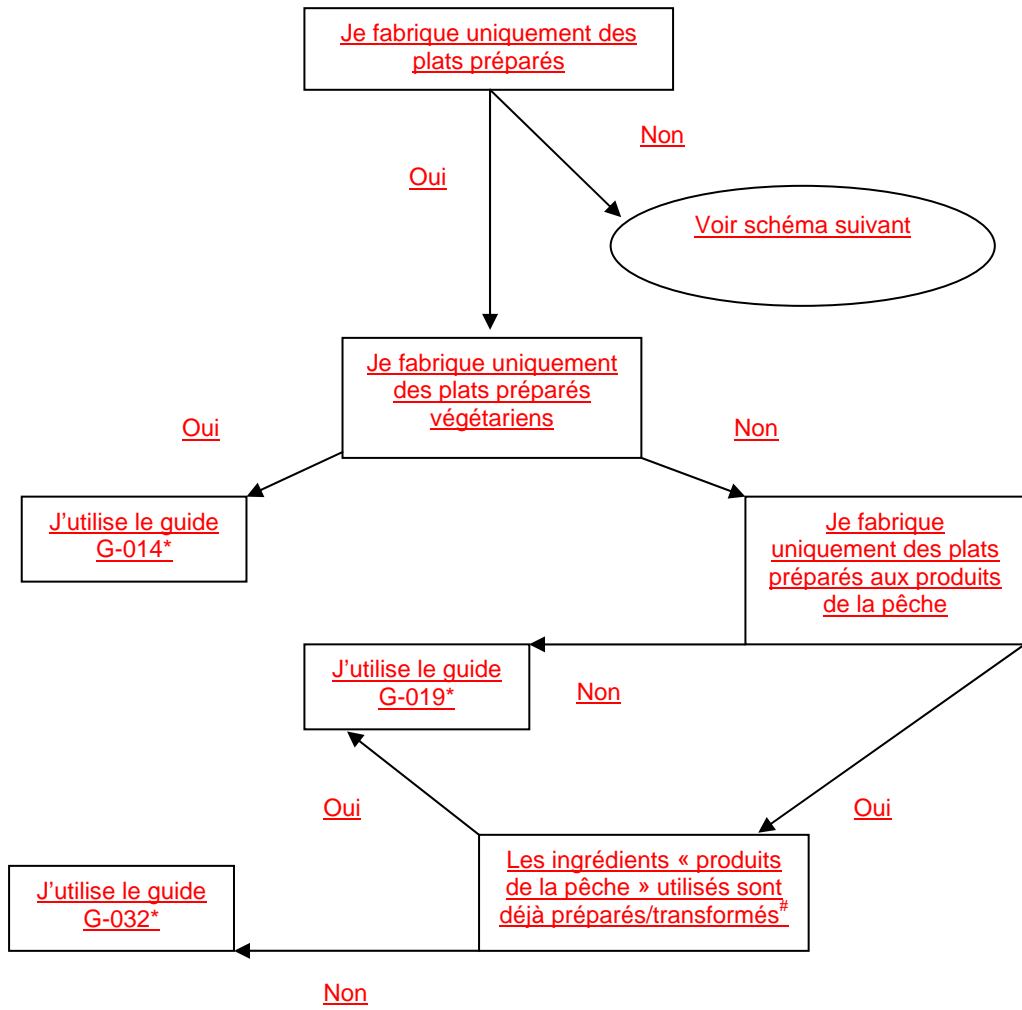 Je fabrique uniquement des
plats préparés
Non
Oui
Voir schéma suivant
Je fabrique uniquement
des plats préparés
végétariens
Oui
Non
J’utilise le guide
G-014*
Je fabrique
uniquement des plats
préparés aux produits
de la pêche
J’utilise le guide
G-019*
Non
Oui
Oui
Les ingrédients « produits
de la pêche » utilisés sont
déjà préparés/transformés#
J’utilise le guide
G-032*
Non